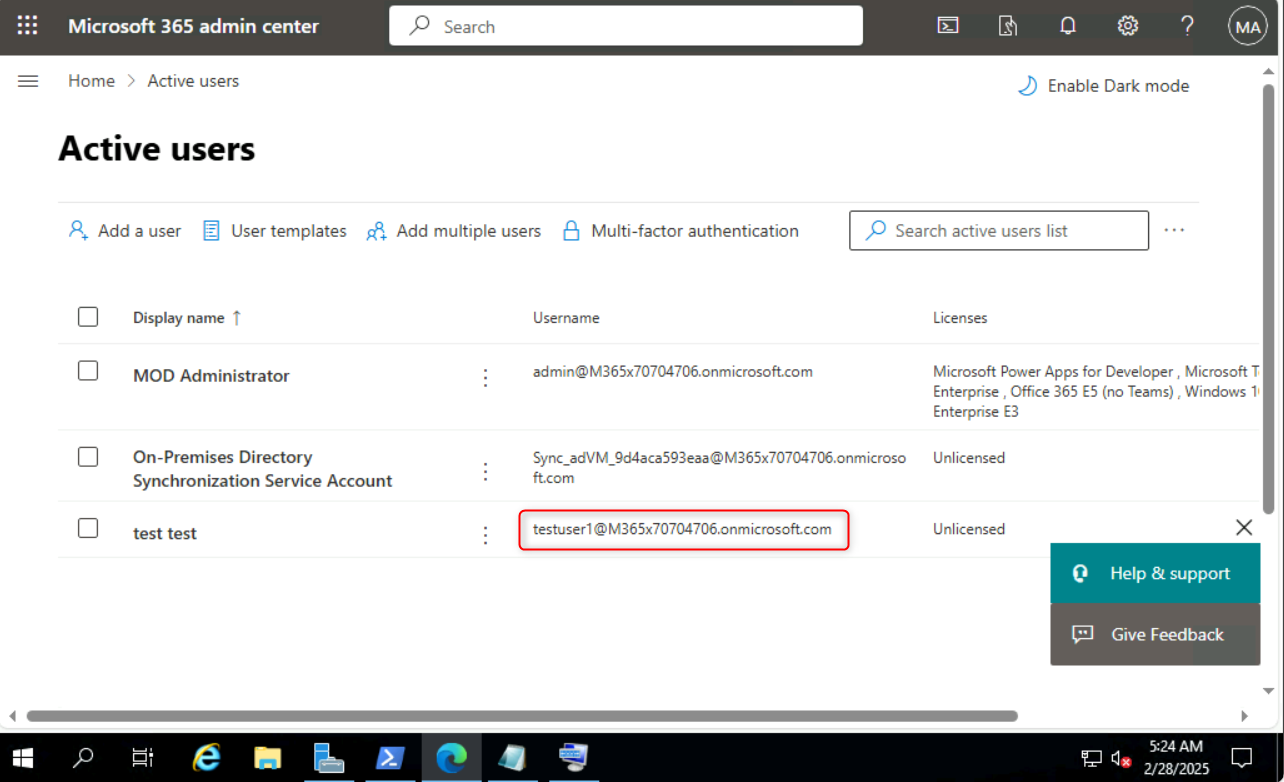 Microsoft 365 admin center
Search
MA
Home > Active users
Enable Dark mode
Active users
Add a user
User templates
Add multiple users
Multi-factor authentication
Search active users list
Display name ↑
Username
Licenses
MOD Administrator
admin@M365x70704706.onmicrosoft.com
Microsoft Power Apps for Developer , Microsoft T
Enterprise , Office 365 E5 (no Teams) , Windows 1
Enterprise E3
On-Premises Directory
Synchronization Service Account
Sync_adVM_9d4aca593eaa@M365x70704706.onmicroso
ft.com
Unlicensed
test test
testuser1@M365x70704706.onmicrosoft.com
Unlicensed
Help & support
Give Feedback
5:24 AM
2/28/2025